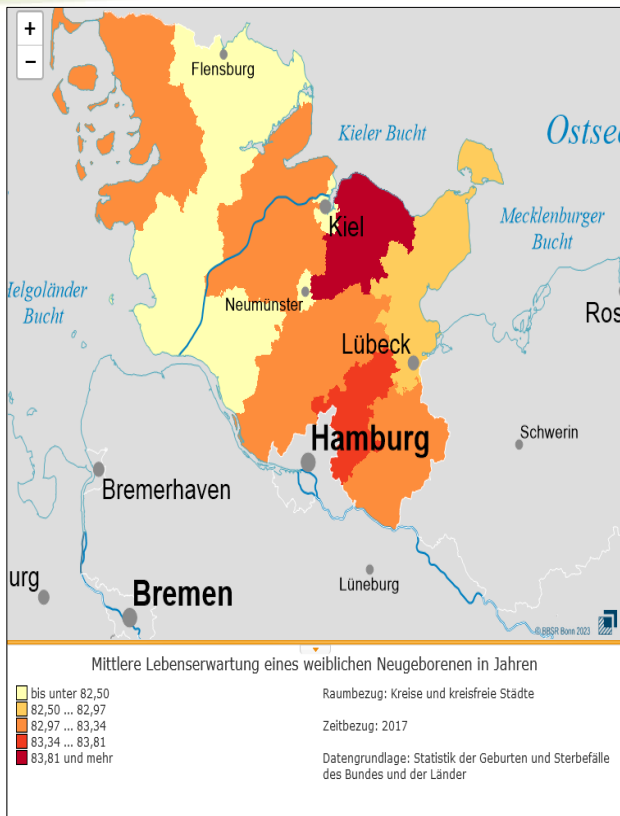 +
−
Flensburg
Kieler Bucht
Ostsee
Kiel
Mecklenburger
Bucht
Helgoländer
Bucht
Neumünster
Ros
Lübeck
Hamburg
Schwerin
Bremerhaven
urg
Bremen
Lüneburg
© BBSR Bonn 2023
Mittlere Lebenserwartung eines weiblichen Neugeborenen in Jahren
bis unter 82,50
82,50 ... 82,97
82,97 ... 83,34
83,34 ... 83,81
83,81 und mehr
Raumbezug: Kreise und kreisfreie Städte
Zeitbezug: 2017
Datengrundlage: Statistik der Geburten und Sterbefälle
des Bundes und der Länder